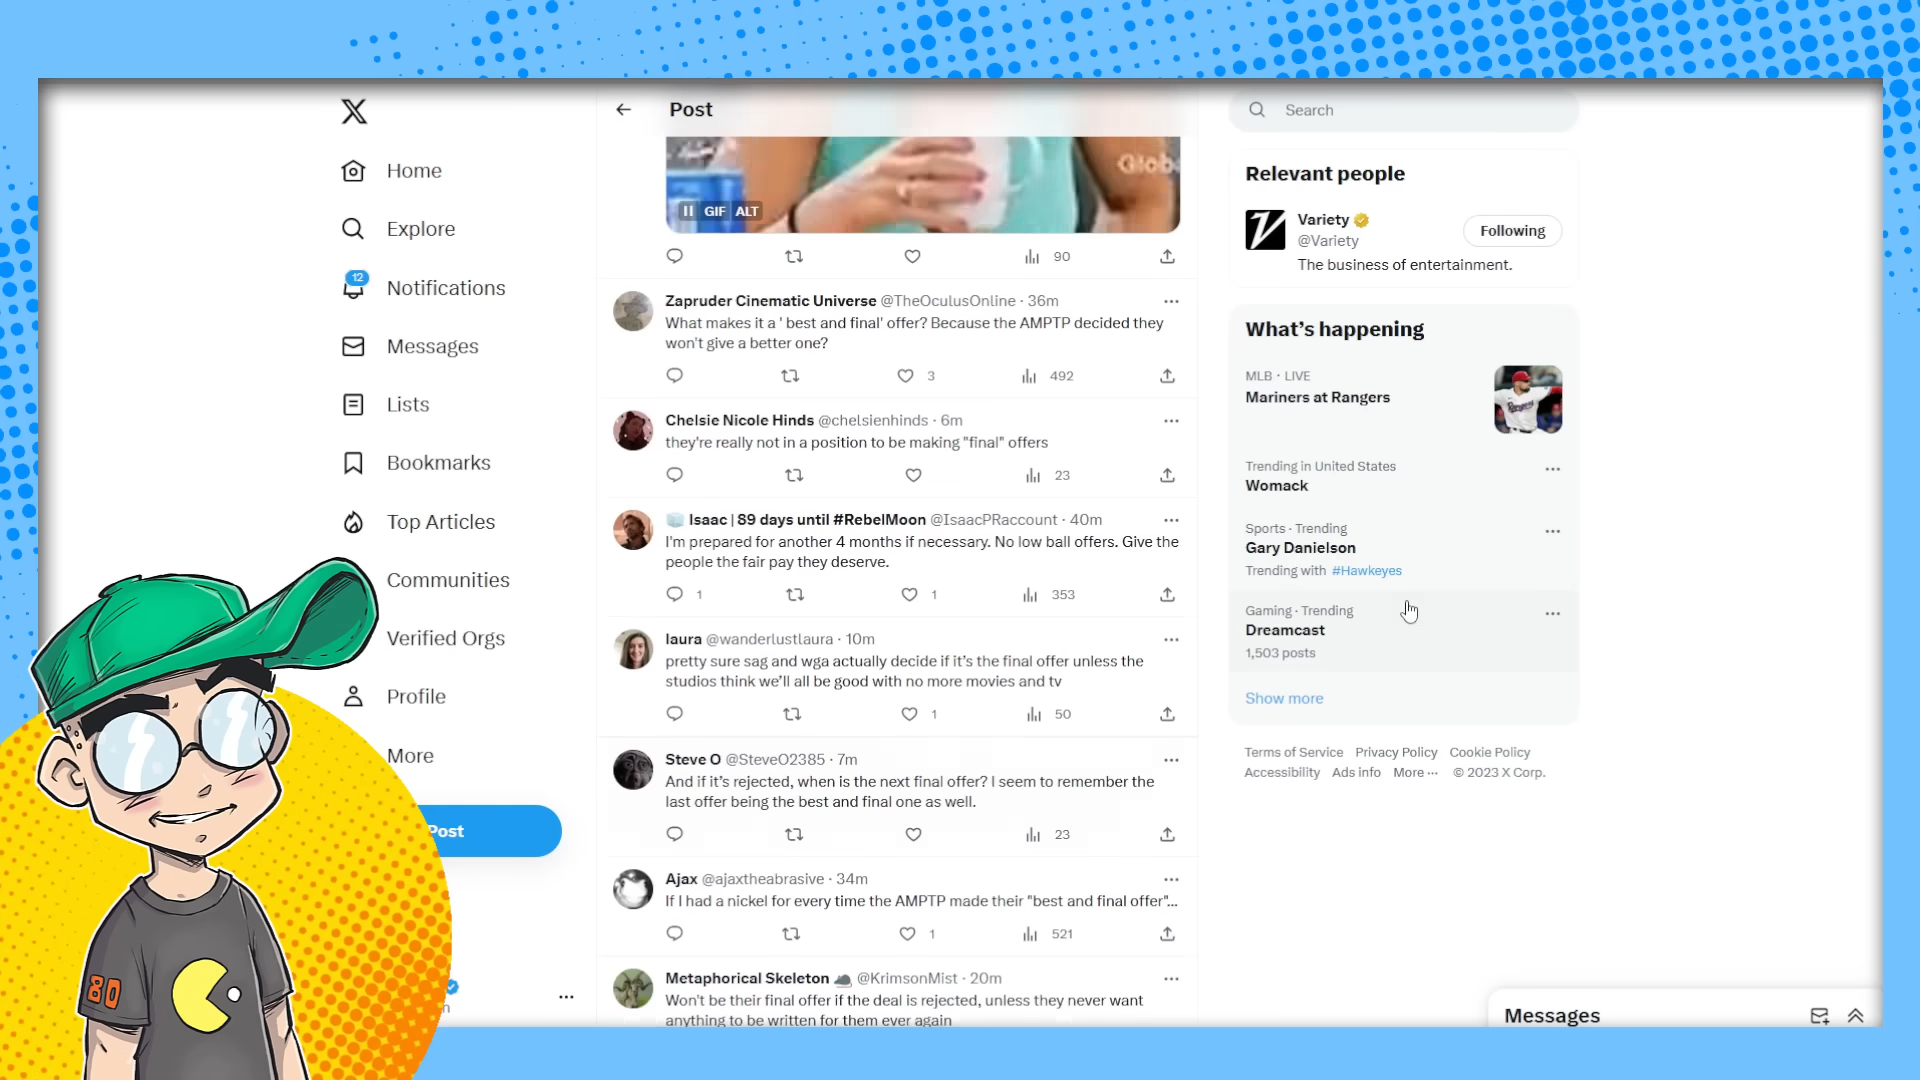 Home
Explore
12
Notifications
Messages
Lists
Bookmarks
Top Articles
Communities
Verified Orgs
Profile
More
Post
80
Post
Glob
GIF ALT
90
Zapruder Cinematic Universe @TheOculusOnline · 36m
What makes it a ' best and final' offer? Because the AMPTP decided they
won't give a better one?
3 492
Chelsie Nicole Hinds @chelsienhinds · 6m
they're really not in a position to be making "final" offers
23
Isaac | 89 days until #RebelMoon @IsaacPRaccount · 40m
I'm prepared for another 4 months if necessary. No low ball offers. Give the
people the fair pay they deserve.
1 1 353
laura @wanderlustlaura · 10m
pretty sure sag and wga actually decide if it's the final offer unless the
studios think we'll all be good with no more movies and tv
1 50
Steve O @SteveO2385 · 7m
And if it's rejected, when is the next final offer? I seem to remember the
last offer being the best and final one as well.
23
Ajax @ajaxtheabrasive · 34m
If I had a nickel for every time the AMPTP made their "best and final offer"...
1 521
Metaphorical Skeleton @KrimsonMist · 20m
Won't be their final offer if the deal is rejected, unless they never want
anything to be written for them ever again
Search
Relevant people
Variety
@Variety
Following
The business of entertainment.
What's happening
MLB · LIVE
Mariners at Rangers
Trending in United States
Womack
Sports · Trending
Gary Danielson
Trending with #Hawkeyes
Gaming · Trending
Dreamcast
1,503 posts
Show more
Terms of Service Privacy Policy Cookie Policy
Accessibility Ads info More ··· © 2023 X Corp.
Messages